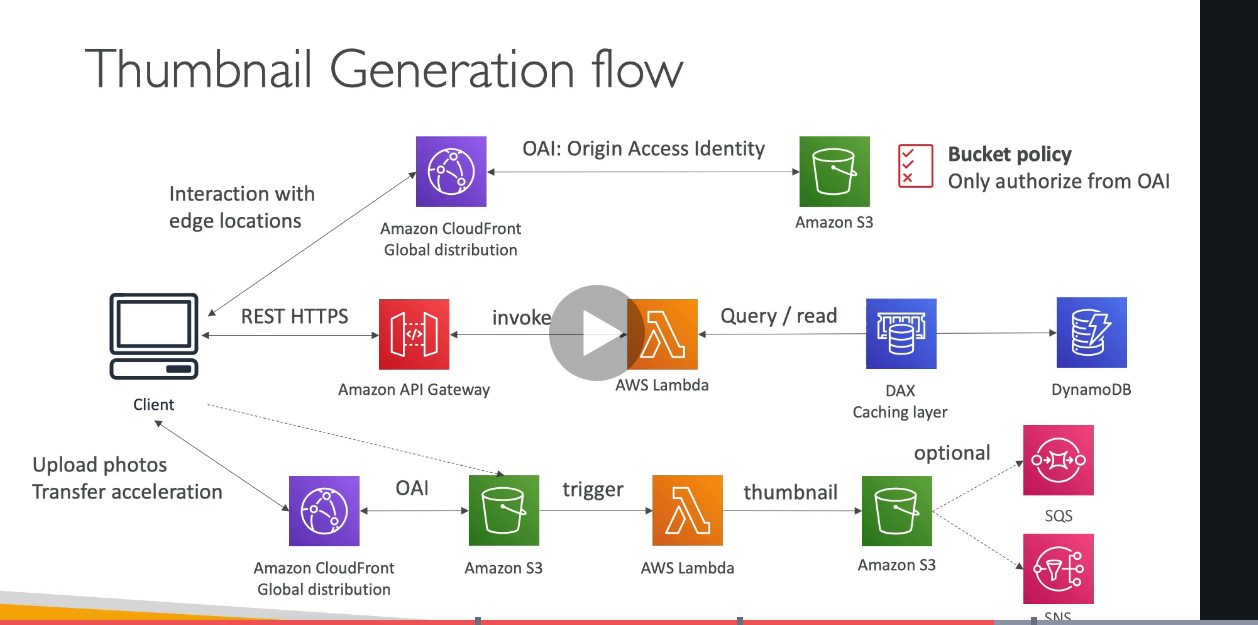 Thumbnail Generation flow
OAI: Origin Access Identity
Bucket policy
Only authorize from OAI
Interaction with
edge locations
Amazon CloudFront
Global distribution
Amazon S3
REST HTTPS
invoke
Query / read
Amazon API Gateway
AWS Lambda
DAX
Caching layer
DynamoDB
Client
Upload photos
Transfer acceleration
OAI
trigger
thumbnail
optional
SQS
Amazon CloudFront
Global distribution
Amazon S3
AWS Lambda
Amazon S3
SNS